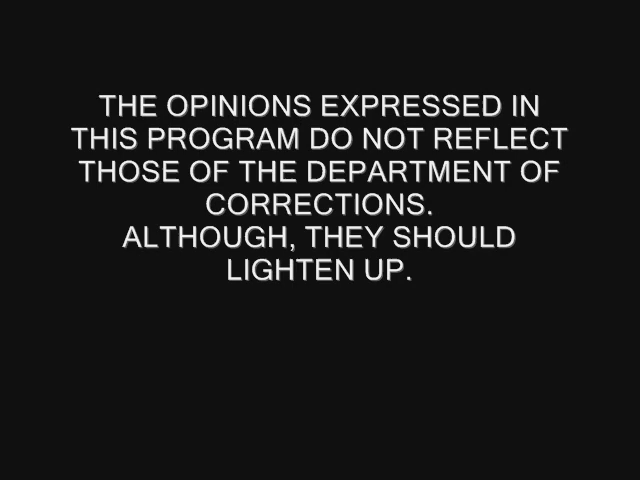 THE OPINIONS EXPRESSED IN
THIS PROGRAM DO NOT REFLECT
THOSE OF THE DEPARTMENT OF
CORRECTIONS.
ALTHOUGH, THEY SHOULD
LIGHTEN UP.